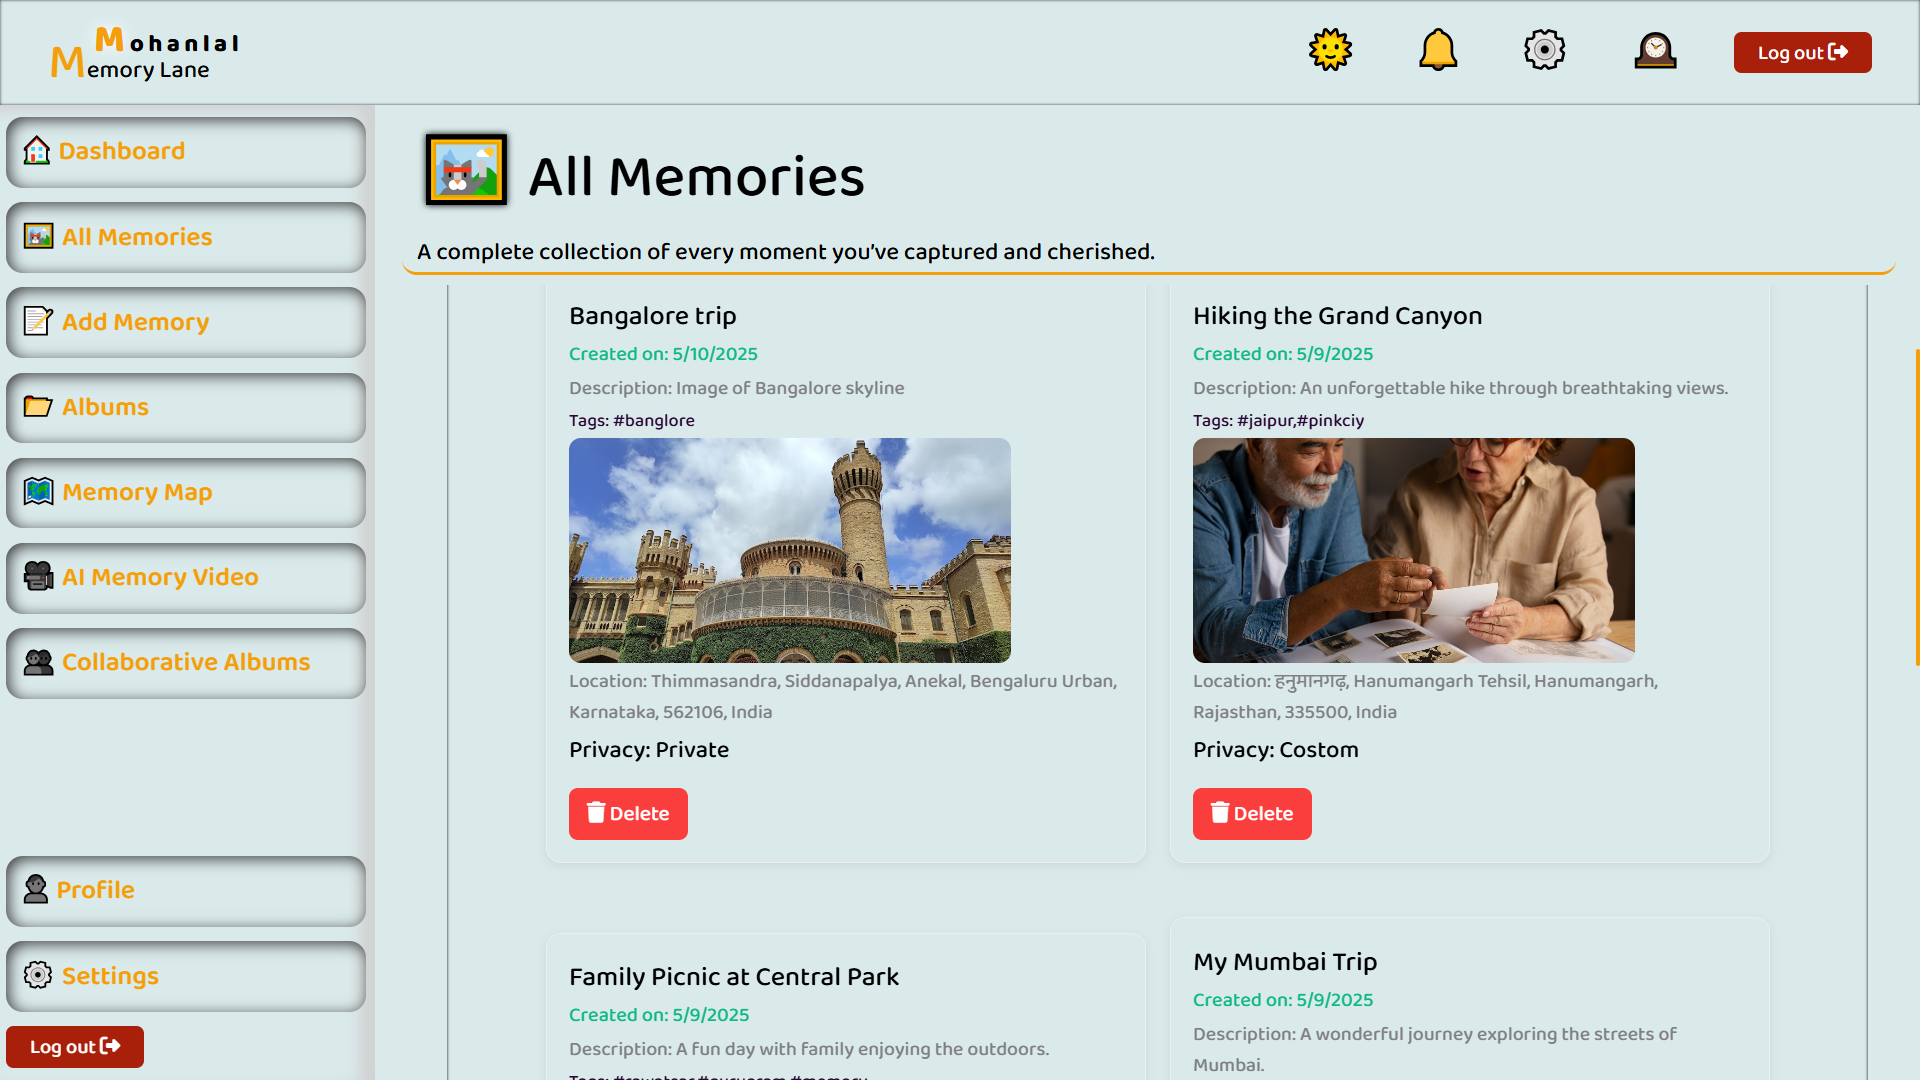 Mohanlal
Memory Lane
Log out
Dashboard
All Memories
Add Memory
Albums
Memory Map
AI Memory Video
Collaborative Albums
Profile
Settings
Log out
All Memories
A complete collection of every moment you've captured and cherished.
Bangalore trip
Created on: 5/10/2025
Description: Image of Bangalore skyline
Tags: #banglore
Location: Thimmasandra, Siddanapalya, Anekal, Bengaluru Urban,
Karnataka, 562106, India
Privacy: Private
Delete
Hiking the Grand Canyon
Created on: 5/9/2025
Description: An unforgettable hike through breathtaking views.
Tags: #jaipur,#pinkciy
Location: हनुमानगढ़, Hanumangarh Tehsil, Hanumangarh,
Rajasthan, 335500, India
Privacy: Costom
Delete
Family Picnic at Central Park
Created on: 5/9/2025
Description: A fun day with family enjoying the outdoors.
My Mumbai Trip
Created on: 5/9/2025
Description: A wonderful journey exploring the streets of
Mumbai.